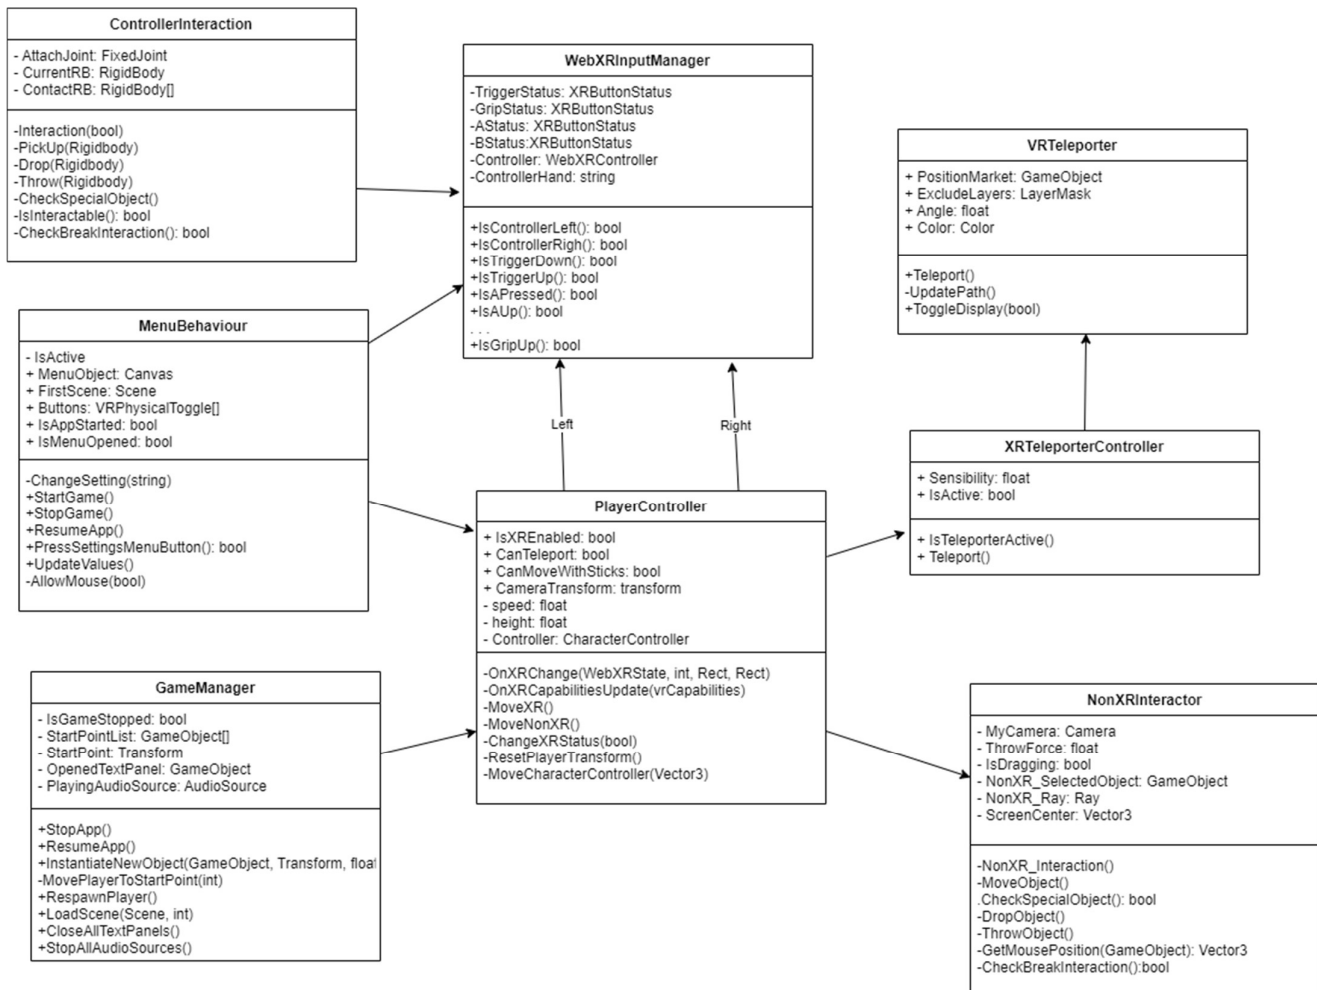 ControllerInteraction
- AttachJoint: FixedJoint
- CurrentRB: RigidBody
- ContactRB: RigidBody[]
-Interaction(bool)
-PickUp(Rigidbody)
-Drop(Rigidbody)
-Throw(Rigidbody)
-CheckSpecialObject()
-IsInteractable(): bool
-CheckBreakInteraction(): bool
WebXRInputManager
-TriggerStatus: XRButtonStatus
-GripStatus: XRButtonStatus
-AStatus: XRButtonStatus
-BStatus:XRButtonStatus
-Controller: WebXRController
-ControllerHand: string
+IsControllerLeft(): bool
+IsControllerRigh(): bool
+IsTriggerDown(): bool
+IsTriggerUp(): bool
+IsAPressed(): bool
+IsAUp(): bool
. . .
+IsGripUp(): bool
VRTeleporter
+ PositionMarket: GameObject
+ ExcludeLayers: LayerMask
+ Angle: float
+ Color: Color
+Teleport()
-UpdatePath()
+ToggleDisplay(bool)
MenuBehaviour
- IsActive
+ MenuObject: Canvas
+ FirstScene: Scene
+ Buttons: VRPhysicalToggle[]
+ IsAppStarted: bool
+ IsMenuOpened: bool
-ChangeSetting(string)
+StartGame()
+StopGame()
+ResumeApp()
+PressSettingsMenuButton(): bool
+UpdateValues()
-AllowMouse(bool)
Left
Right
XRTeleporterController
+ Sensibility: float
+ IsActive: bool
+ IsTeleporterActive()
+ Teleport()
PlayerController
+ IsXREnabled: bool
+ CanTeleport: bool
+ CanMoveWithSticks: bool
+ CameraTransform: transform
- speed: float
- height: float
- Controller: CharacterController
-OnXRChange(WebXRState, int, Rect, Rect)
-OnXRCapabilitiesUpdate(vrCapabilities)
-MoveXR()
-MoveNonXR()
-ChangeXRStatus(bool)
-ResetPlayerTransform()
-MoveCharacterController(Vector3)
GameManager
- IsGameStopped: bool
- StartPointList: GameObject[]
- StartPoint: Transform
- OpenedTextPanel: GameObject
- PlayingAudioSource: AudioSource
+StopApp()
+ResumeApp()
+InstantiateNewObject(GameObject, Transform, float
-MovePlayerToStartPoint(int)
+RespawnPlayer()
+LoadScene(Scene, int)
+CloseAllTextPanels()
+StopAllAudioSources()
NonXRInteractor
- MyCamera: Camera
- ThrowForce: float
- IsDragging: bool
- NonXR_SelectedObject: GameObject
- NonXR_Ray: Ray
- ScreenCenter: Vector3
-NonXR_Interaction()
-MoveObject()
.CheckSpecialObject(): bool
-DropObject()
-ThrowObject()
-GetMousePosition(GameObject): Vector3
-CheckBreakInteraction():bool